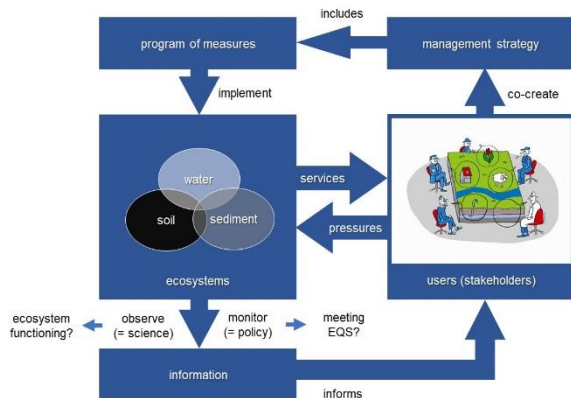 includes
program of measures
management strategy
implement
co-create
water
services
soil
sediment
pressures
ecosystems
users (stakeholders)
ecosystem
functioning?
observe
(= science)
monitor
(= policy)
meeting
EQS?
information
informs